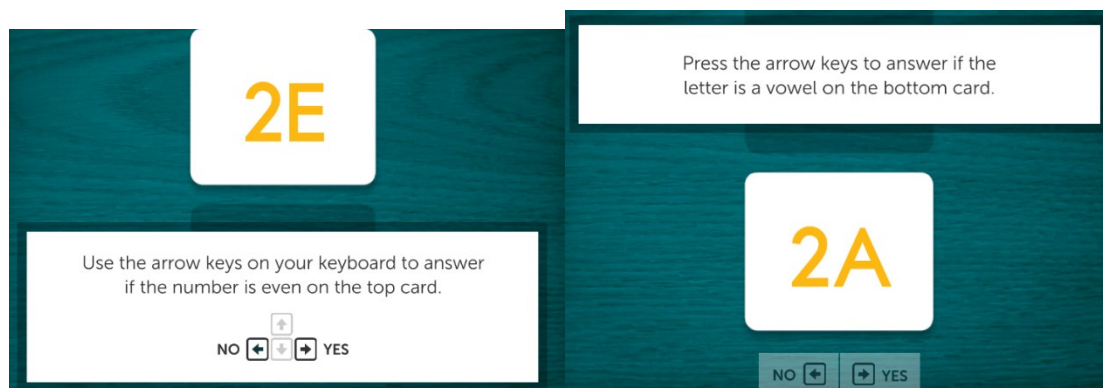 2E
Use the arrow keys on your keyboard to answer
if the number is even on the top card.
NO YES
Press the arrow keys to answer if the
letter is a vowel on the bottom card.
2A
NO YES